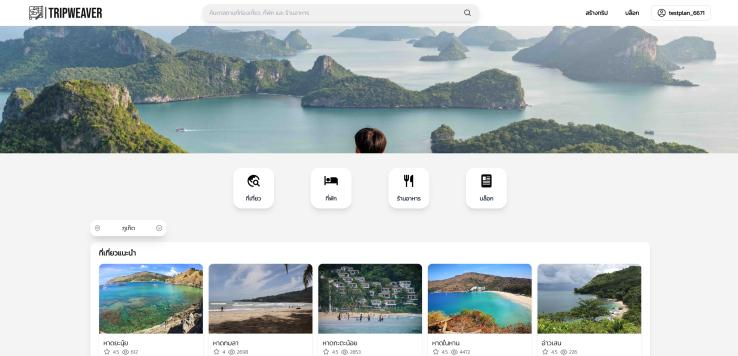 TRIPWEAVER
ค้นหาสถานที่ท่องเที่ยว, ที่พัก และ ร้านอาหาร
สร้างทริป
บล็อก
testplan_6671
ที่เที่ยว
ที่พัก
ร้านอาหาร
บล็อก
ภูเก็ต
ที่เที่ยวแนะนำ
หาดยะนุ้ย
4.5 612
หาดกมลา
4 2698
หาดกะตะน้อย
4.5 2853
หาดในหาน
4.5 4472
อ่าวเสน
4.5 226